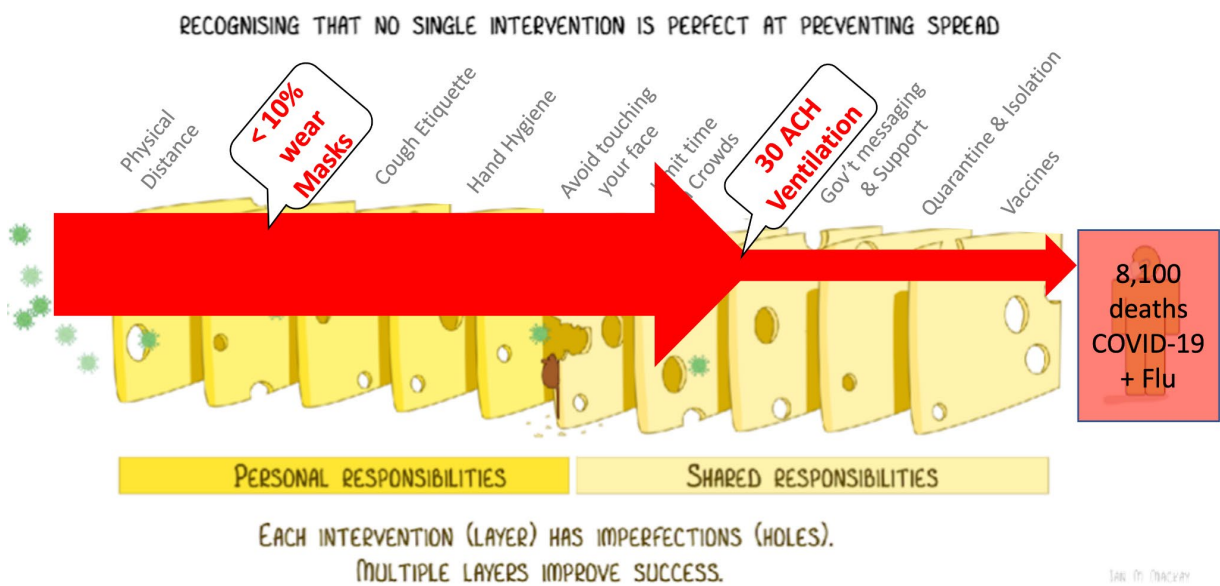 RECOGNISING THAT NO SINGLE INTERVENTION IS PERFECT AT PREVENTING SPREAD
Physical
Distance
< 10%
wear
Masks
Cough Etiquette
Hand Hygiene
Avoid touching
your face
time
Crowds
30 ACH
Ventilation
Gov't messaging
& Support
Quarantine & Isolation
Vaccines
8,100
deaths
COVID-19
+ Flu
PERSONAL RESPONSIBILITIES
SHARED RESPONSIBILITIES
EACH INTERVENTION (LAYER) HAS IMPERFECTIONS (HOLES).
MULTIPLE LAYERS IMPROVE SUCCESS.
IAN M MACKAY